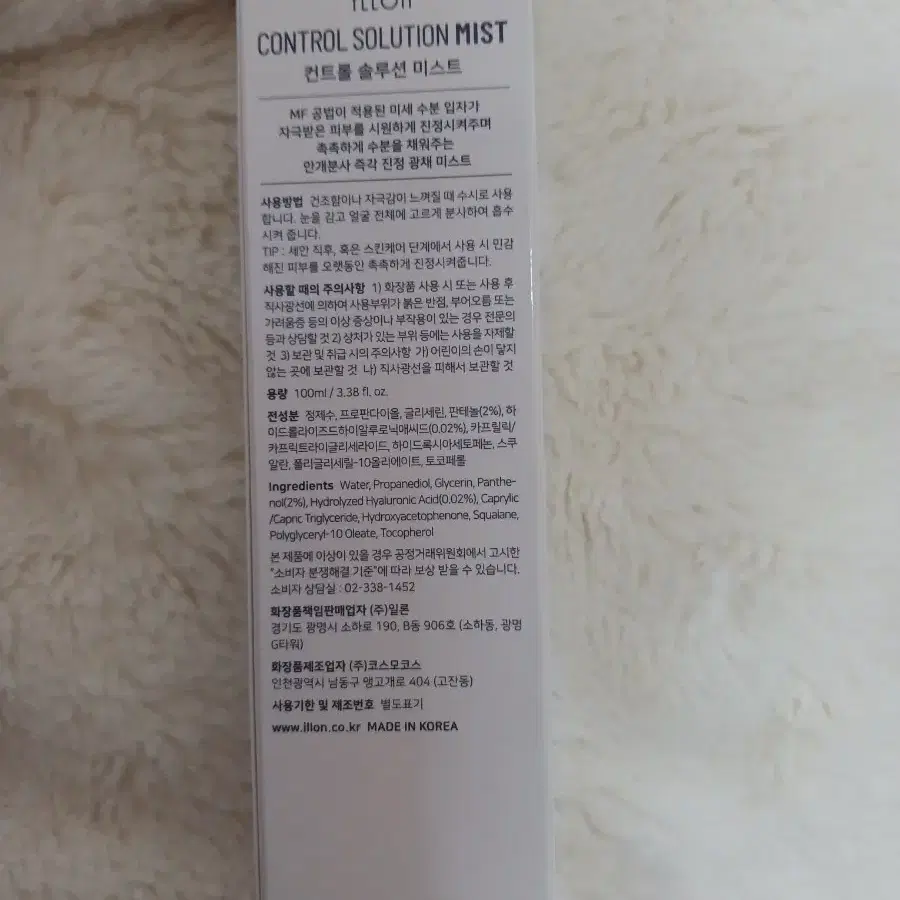 CONTROL SOLUTION MIST
컨트롤 솔루션 미스트
MF 공법이 적용된 미세 수분 입자가
자극받은 피부를 시원하게 진정시켜주며
촉촉하게 수분을 채워주는
안개분사 즉각 진정 광채 미스트
사용방법 건조함이나 자극감이 느껴질 때 수시로 사용
합니다. 눈을 감고 얼굴 전체에 고르게 분사하여 흡수
시켜 줍니다.
TIP : 세안 직후, 혹은 스킨케어 단계에서 사용 시 민감
해진 피부를 오랫동안 촉촉하게 진정시켜줍니다.
사용할 때의 주의사항 1) 화장품 사용 시 또는 사용 후
직사광선에 의하여 사용부위가 붉은 반점, 부어오름 또는
가려움증 등의 이상 증상이나 부작용이 있는 경우 전문의
등과 상담할 것 2) 상처가 있는 부위 등에는 사용을 자제할
것 3) 보관 및 취급 시의 주의사항 가) 어린이의 손이 닿지
않는 곳에 보관할 것 나) 직사광선을 피해서 보관할 것
용량 100ml / 3.38 fl. oz.
전성분 정제수, 프로판다이올, 글리세린, 판테놀(2%), 하
이드롤라이즈드하이알루로닉애씨드(0.02%), 카프릴릭/
카프릭트라이글리세라이드, 하이드록시아세토페논, 스쿠
알란, 폴리글리세릴-10올리에이트, 토코페롤
Ingredients Water, Propanediol, Glycerin, Panthe-
nol(2%), Hydrolyzed Hyaluronic Acid(0.02%), Caprylic
/Capric Triglyceride, Hydroxyacetophenone, Squalane,
Polyglyceryl-10 Oleate, Tocopherol
본 제품에 이상이 있을 경우 공정거래위원회에서 고시한
"소비자 분쟁해결 기준"에 따라 보상 받을 수 있습니다.
소비자 상담실 : 02-338-1452
화장품책임판매업자 (주)일론
경기도 광명시 소하로 190, B동 906호 (소하동, 광명
G타워)
화장품제조업자 (주)코스모코스
인천광역시 남동구 앵고개로 404 (고잔동)
사용기한 및 제조번호 별도표기
www.illon.co.kr MADE IN KOREA